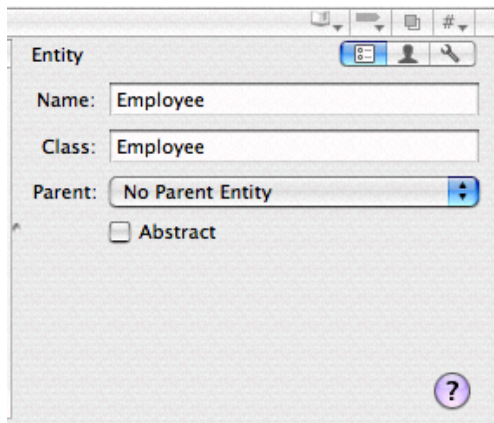 #
Entity
Name: Employee
Class: Employee
Parent: No Parent Entity
Abstract
?